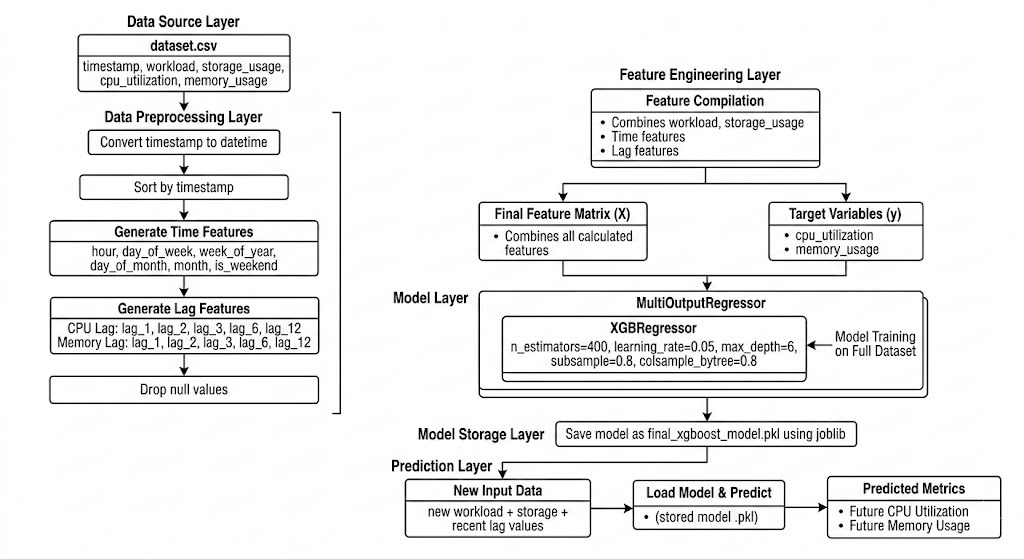 Data Source Layer
dataset.csv
timestamp, workload, storage_usage,
cpu_utilization, memory_usage
Data Preprocessing Layer
Convert timestamp to datetime
Sort by timestamp
Generate Time Features
hour, day_of_week, week_of_year,
day_of_month, month, is_weekend
Generate Lag Features
CPU Lag: lag_1, lag_2, lag_3, lag_6, lag_12
Memory Lag: lag_1, lag_2, lag_3, lag_6, lag_12
Drop null values
Feature Engineering Layer
Feature Compilation
• Combines workload, storage_usage
• Time features
• Lag features
Final Feature Matrix (X)
• Combines all calculated
features
Target Variables (y)
• cpu_utilization
• memory_usage
Model Layer
MultiOutputRegressor
XGBRegressor
n_estimators=400, learning_rate=0.05, max_depth=6,
subsample=0.8, colsample_bytree=0.8
Model Training
on Full Dataset
Model Storage Layer
Save model as final_xgboost_model.pkl using joblib
Prediction Layer
New Input Data
new workload + storage +
recent lag values
Load Model & Predict
• (stored model .pkl)
Predicted Metrics
• Future CPU Utilization
• Future Memory Usage